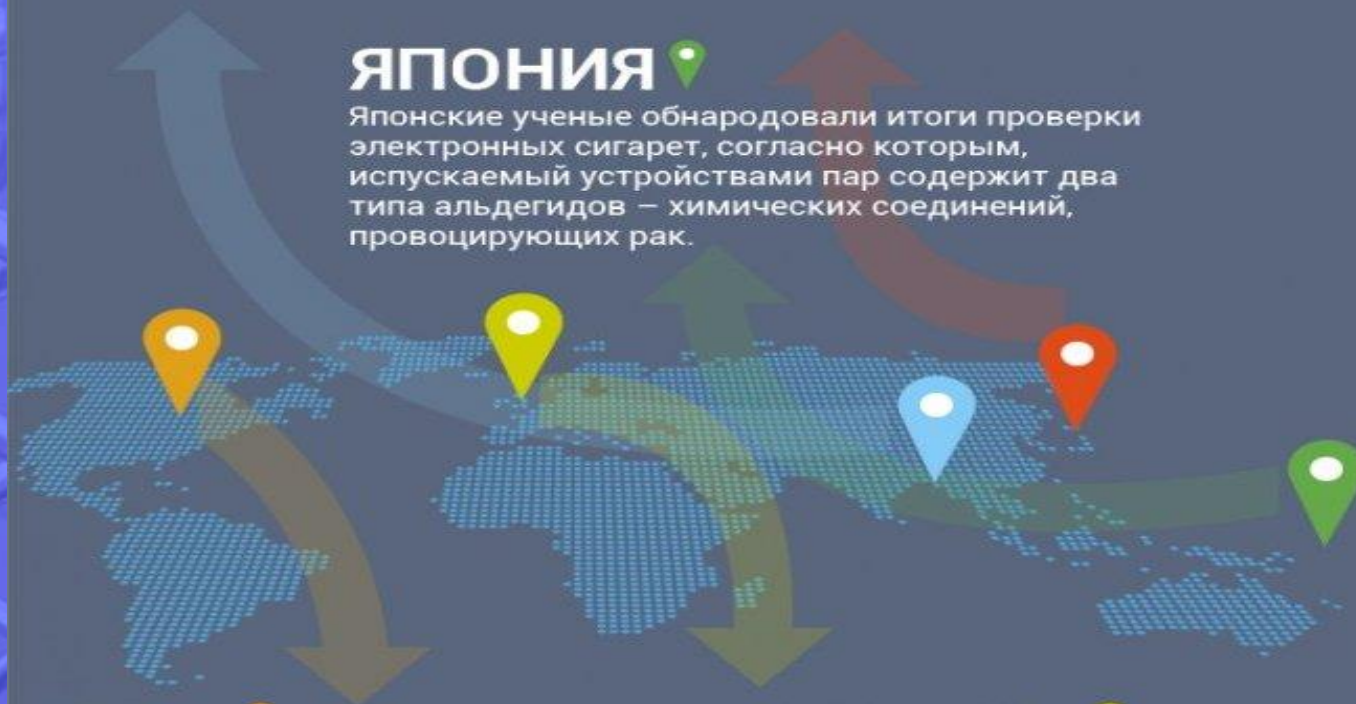 ЯПОНИЯ
Японские ученые обнародовали итоги проверки
электронных сигарет, согласно которым,
испускаемый устройствами пар содержит два
типа альдегидов – химических соединений,
провоцирующих рак.